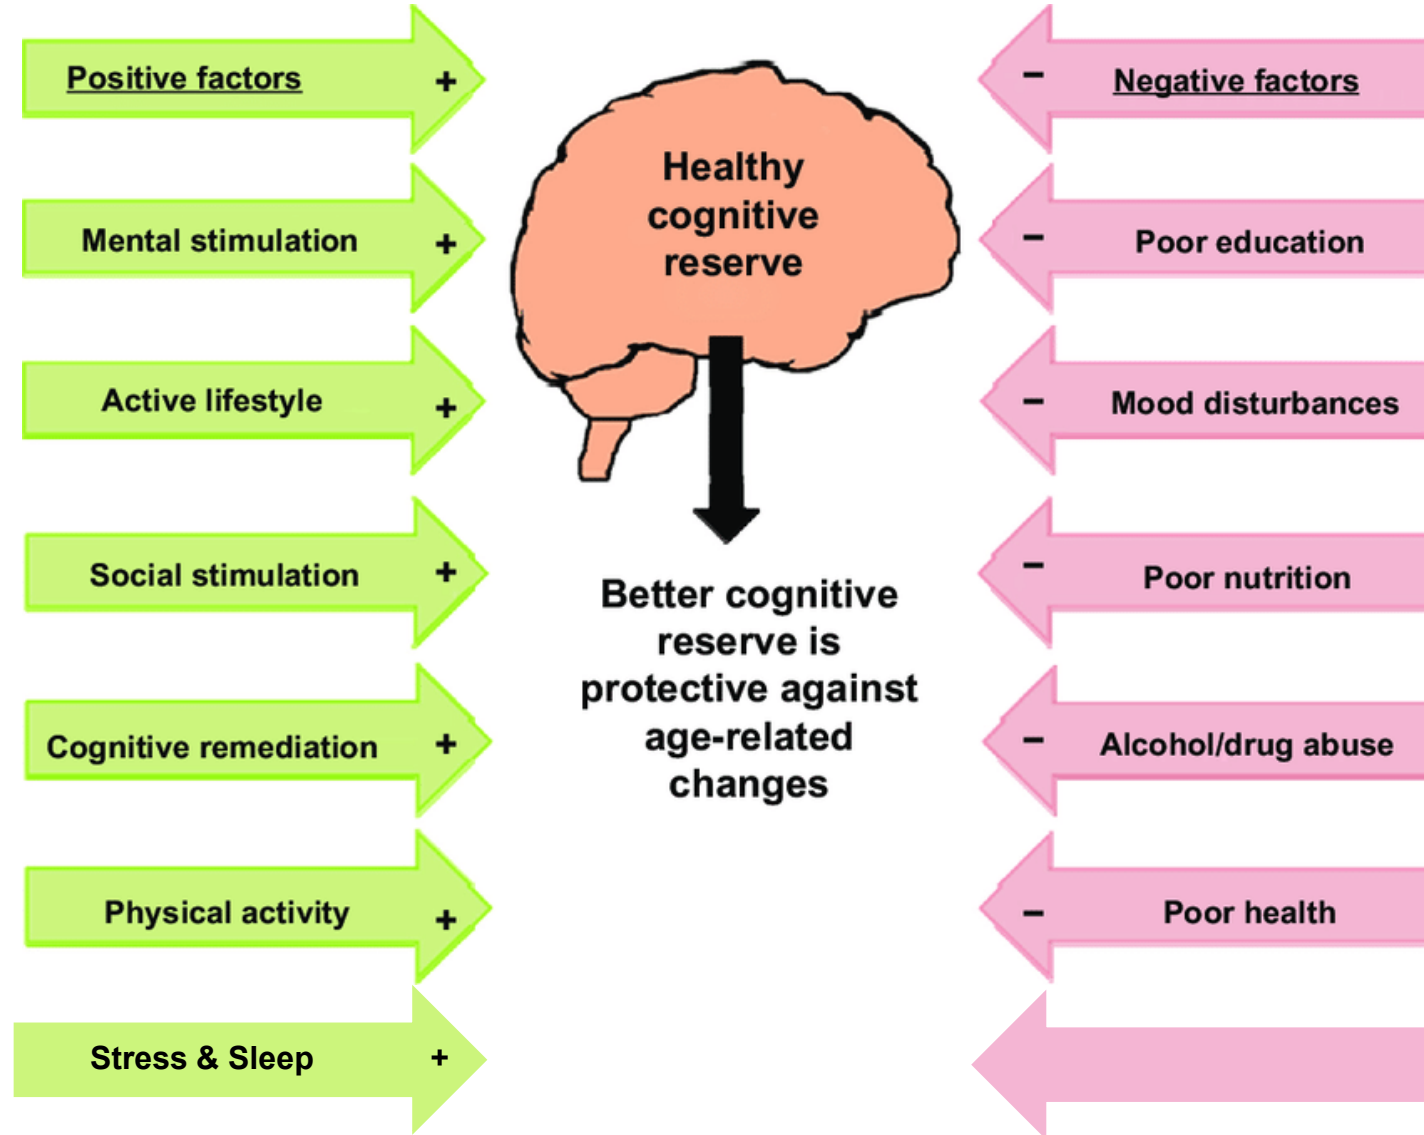 Positive factors +
Mental stimulation +
Active lifestyle +
Social stimulation +
Cognitive remediation +
Physical activity +
Stress & Sleep +
Healthy
cognitive
reserve
Better cognitive
reserve is
protective against
age-related
changes
− Negative factors
− Poor education
− Mood disturbances
− Poor nutrition
− Alcohol/drug abuse
− Poor health